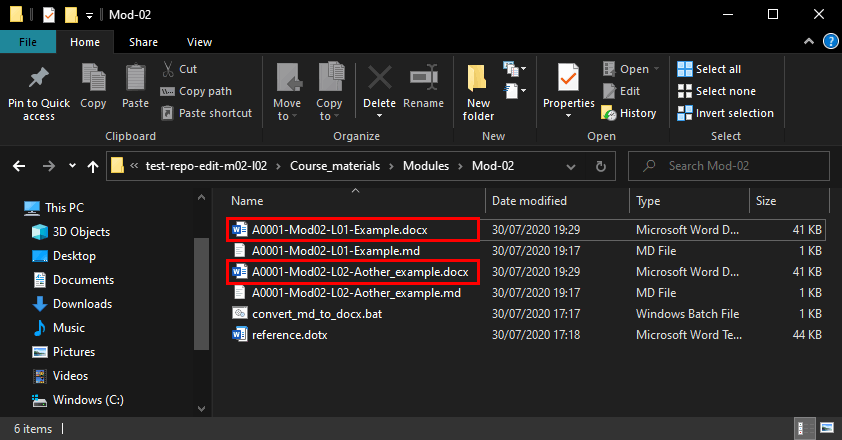 Mod-02
File Home Share View
Pin to Quick access
Copy
Paste
Cut
Copy path
Paste shortcut
Clipboard
Move to
Copy to
Delete
Rename
Organize
New folder
New
Properties
Open
Edit
History
Open
Select all
Select none
Invert selection
Select
« test-repo-edit-m02-l02 > Course_materials > Modules > Mod-02
Search Mod-02
This PC
3D Objects
Desktop
Documents
Downloads
Music
Pictures
Videos
Windows (C:)
Name Date modified Type Size
A0001-Mod02-L01-Example.docx 30/07/2020 19:29 Microsoft Word D... 41 KB
A0001-Mod02-L01-Example.md 30/07/2020 19:17 MD File 1 KB
A0001-Mod02-L02-Aother_example.docx 30/07/2020 19:29 Microsoft Word D... 41 KB
A0001-Mod02-L02-Aother_example.md 30/07/2020 19:17 MD File 1 KB
convert_md_to_docx.bat 30/07/2020 17:17 Windows Batch File 1 KB
reference.dotx 30/07/2020 17:18 Microsoft Word Te... 44 KB
6 items